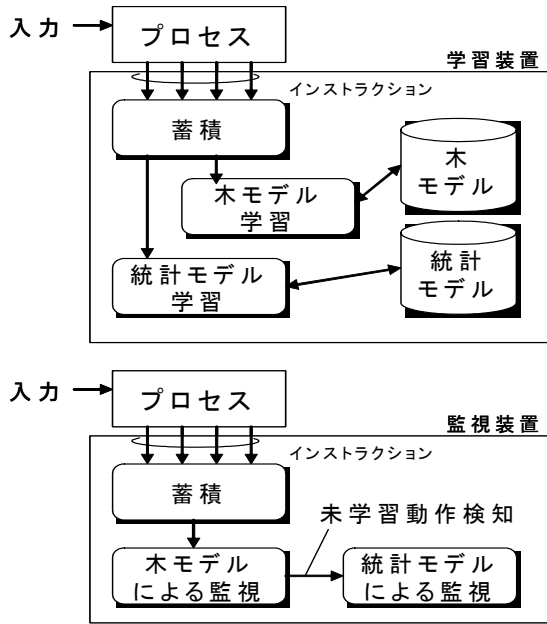 入力
プロセス
学習装置
インストラクション
蓄積
木
モデル
木モデル
学習
統計
モデル
統計モデル
学習
入力
プロセス
監視装置
インストラクション
蓄積
未学習動作検知
木モデル
による監視
統計モデル
による監視